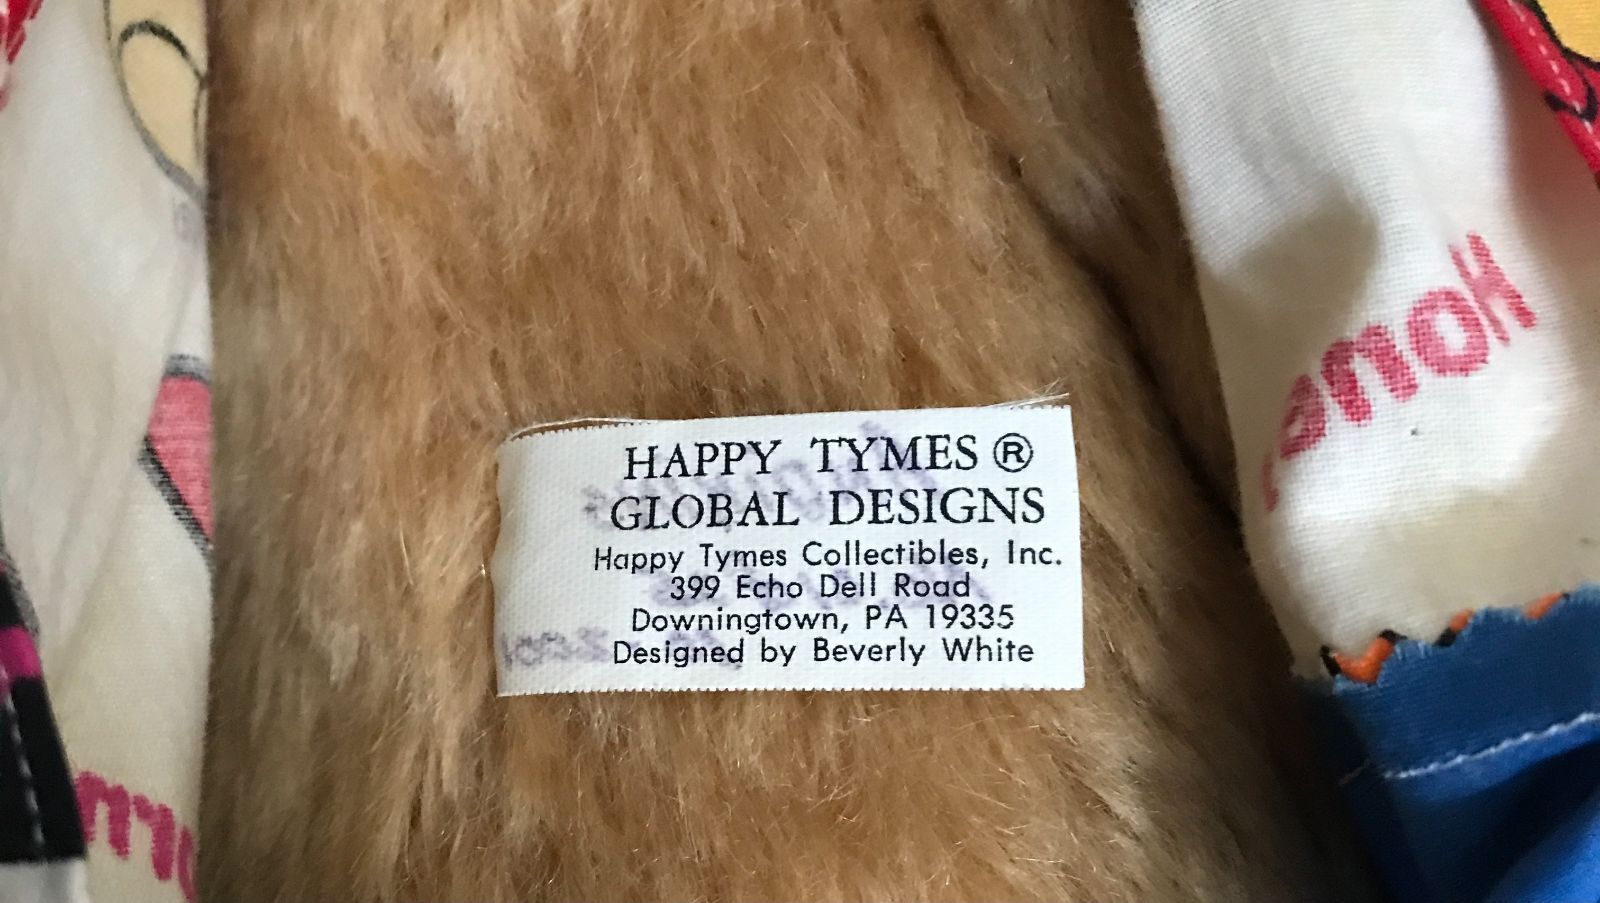 HAPPY TYMES ®
GLOBAL DESIGNS
Happy Tymes Collectibles, Inc.
399 Echo Dell Road
Downingtown, PA 19335
Designed by Beverly White